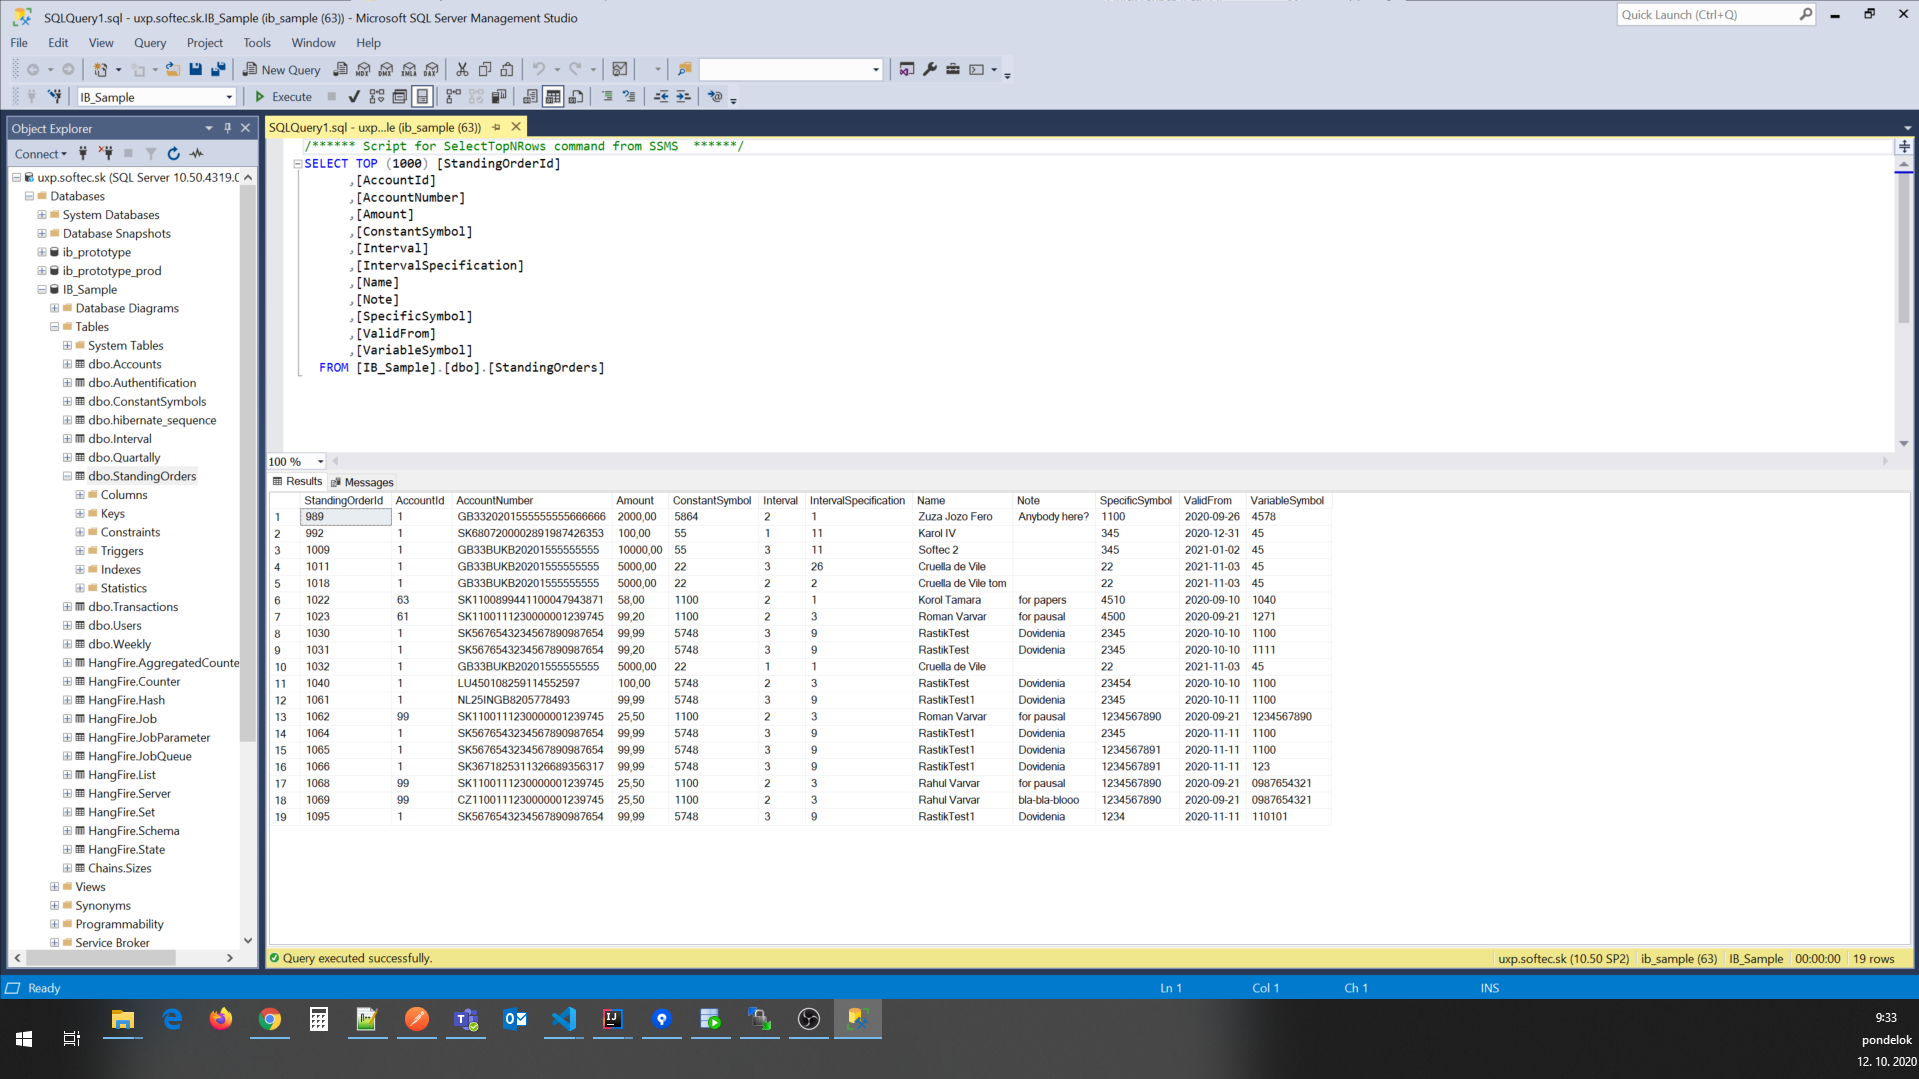 SQLQuery1.sql - uxp.softec.sk.IB_Sample (ib_sample (63)) - Microsoft SQL Server Management Studio
Quick Launch (Ctrl+Q)
File Edit View Query Project Tools Window Help
New Query MDX DMX XMLA DAX
IB_Sample Execute
Object Explorer
Connect
uxp.softec.sk (SQL Server 10.50.4319.0
Databases
System Databases
Database Snapshots
ib_prototype
ib_prototype_prod
IB_Sample
Database Diagrams
Tables
System Tables
dbo.Accounts
dbo.Authentification
dbo.ConstantSymbols
dbo.hibernate_sequence
dbo.Interval
dbo.Quartally
dbo.StandingOrders
Columns
Keys
Constraints
Triggers
Indexes
Statistics
dbo.Transactions
dbo.Users
dbo.Weekly
HangFire.AggregatedCounte
HangFire.Counter
HangFire.Hash
HangFire.Job
HangFire.JobParameter
HangFire.JobQueue
HangFire.List
HangFire.Server
HangFire.Set
HangFire.Schema
HangFire.State
Chains.Sizes
Views
Synonyms
Programmability
Service Broker
SQLQuery1.sql - uxp...le (ib_sample (63))
/****** Script for SelectTopNRows command from SSMS ******/
SELECT TOP (1000) [StandingOrderId]
,[AccountId]
,[AccountNumber]
,[Amount]
,[ConstantSymbol]
,[Interval]
,[IntervalSpecification]
,[Name]
,[Note]
,[SpecificSymbol]
,[ValidFrom]
,[VariableSymbol]
FROM [IB_Sample].[dbo].[StandingOrders]
100 %
Results Messages
StandingOrderId AccountId AccountNumber Amount ConstantSymbol Interval IntervalSpecification Name Note SpecificSymbol ValidFrom VariableSymbol
1 989 1 GB3320201555555555666666 2000,00 5864 2 1 Zuza Jozo Fero Anybody here? 1100 2020-09-26 4578
2 992 1 SK6807200002891987426353 100,00 55 1 11 Karol IV 345 2020-12-31 45
3 1009 1 GB33BUKB20201555555555 10000,00 55 3 11 Softec 2 345 2021-01-02 45
4 1011 1 GB33BUKB20201555555555 5000,00 22 3 26 Cruella de Vile 22 2021-11-03 45
5 1018 1 GB33BUKB20201555555555 5000,00 22 2 2 Cruella de Vile tom 22 2021-11-03 45
6 1022 63 SK1100899441100047943871 58,00 1100 2 1 Korol Tamara for papers 4510 2020-09-10 1040
7 1023 61 SK1100111230000001239745 99,20 1100 2 3 Roman Varvar for pausal 4500 2020-09-21 1271
8 1030 1 SK5676543234567890987654 99,99 5748 3 9 RastikTest Dovidenia 2345 2020-10-10 1100
9 1031 1 SK5676543234567890987654 99,20 5748 3 9 RastikTest Dovidenia 2345 2020-10-10 1111
10 1032 1 GB33BUKB20201555555555 5000,00 22 1 1 Cruella de Vile 22 2021-11-03 45
11 1040 1 LU450108259114552597 100,00 5748 2 3 RastikTest Dovidenia 23454 2020-10-10 1100
12 1061 1 NL25INGB8205778493 99,99 5748 3 9 RastikTest1 Dovidenia 2345 2020-10-11 1100
13 1062 99 SK1100111230000001239745 25,50 1100 2 3 Roman Varvar for pausal 1234567890 2020-09-21 1234567890
14 1064 1 SK5676543234567890987654 99,99 5748 3 9 RastikTest1 Dovidenia 2345 2020-11-11 1100
15 1065 1 SK5676543234567890987654 99,99 5748 3 9 RastikTest1 Dovidenia 1234567891 2020-11-11 1100
16 1066 1 SK3671825311326689356317 99,99 5748 3 9 RastikTest1 Dovidenia 1234567891 2020-11-11 123
17 1068 99 SK1100111230000001239745 25,50 1100 2 3 Rahul Varvar for pausal 1234567890 2020-09-21 0987654321
18 1069 99 CZ1100111230000001239745 25,50 1100 2 3 Rahul Varvar bla-bla-blooo 1234567890 2020-09-21 0987654321
19 1095 1 SK5676543234567890987654 99,99 5748 3 9 RastikTest1 Dovidenia 1234 2020-11-11 110101
Query executed successfully. uxp.softec.sk (10.50 SP2) ib_sample (63) IB_Sample 00:00:00 19 rows
Ready Ln 1 Col 1 Ch 1 INS
9:33
pondelok
12. 10. 2020